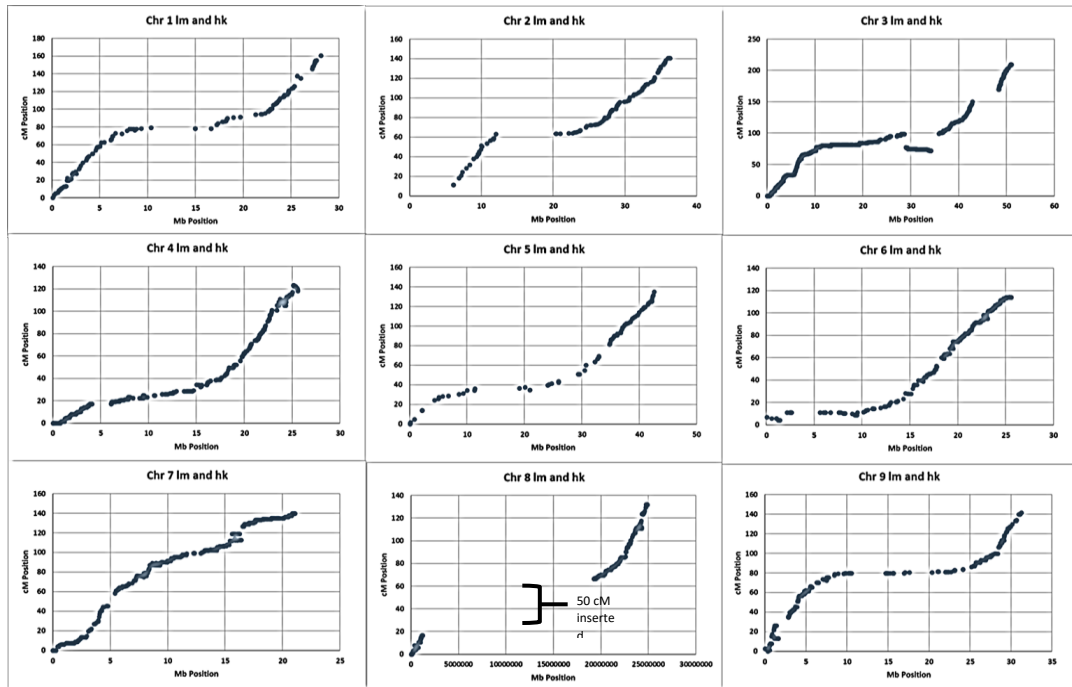 Chr 1 lm and hk
180
160
140
120
100
80
60
40
20
0
cM Position
0 5 10 15 20 25 30
Mb Position
Chr 2 lm and hk
160
140
120
100
80
60
40
20
0
cM Position
0 10 20 30 40
Mb Position
Chr 3 lm and hk
250
200
150
100
50
0
cM Position
0 10 20 30 40 50 60
Mb Position
Chr 4 lm and hk
140
120
100
80
60
40
20
0
cM Position
0 5 10 15 20 25 30
Mb Position
Chr 5 lm and hk
160
140
120
100
80
60
40
20
0
cM Position
0 10 20 30 40 50
Mb Position
Chr 6 lm and hk
140
120
100
80
60
40
20
0
cM Position
0 5 10 15 20 25 30
Mb Position
Chr 7 lm and hk
160
140
120
100
80
60
40
20
0
cM Position
0 5 10 15 20 25
Mb Position
Chr 8 lm and hk
140
120
100
80
60
40
20
0
cM Position
50 cM
inserte
d
0 5000000 10000000 15000000 20000000 25000000 30000000
Mb Position
Chr 9 lm and hk
160
140
120
100
80
60
40
20
0
cM Position
0 5 10 15 20 25 30 35
Mb Position